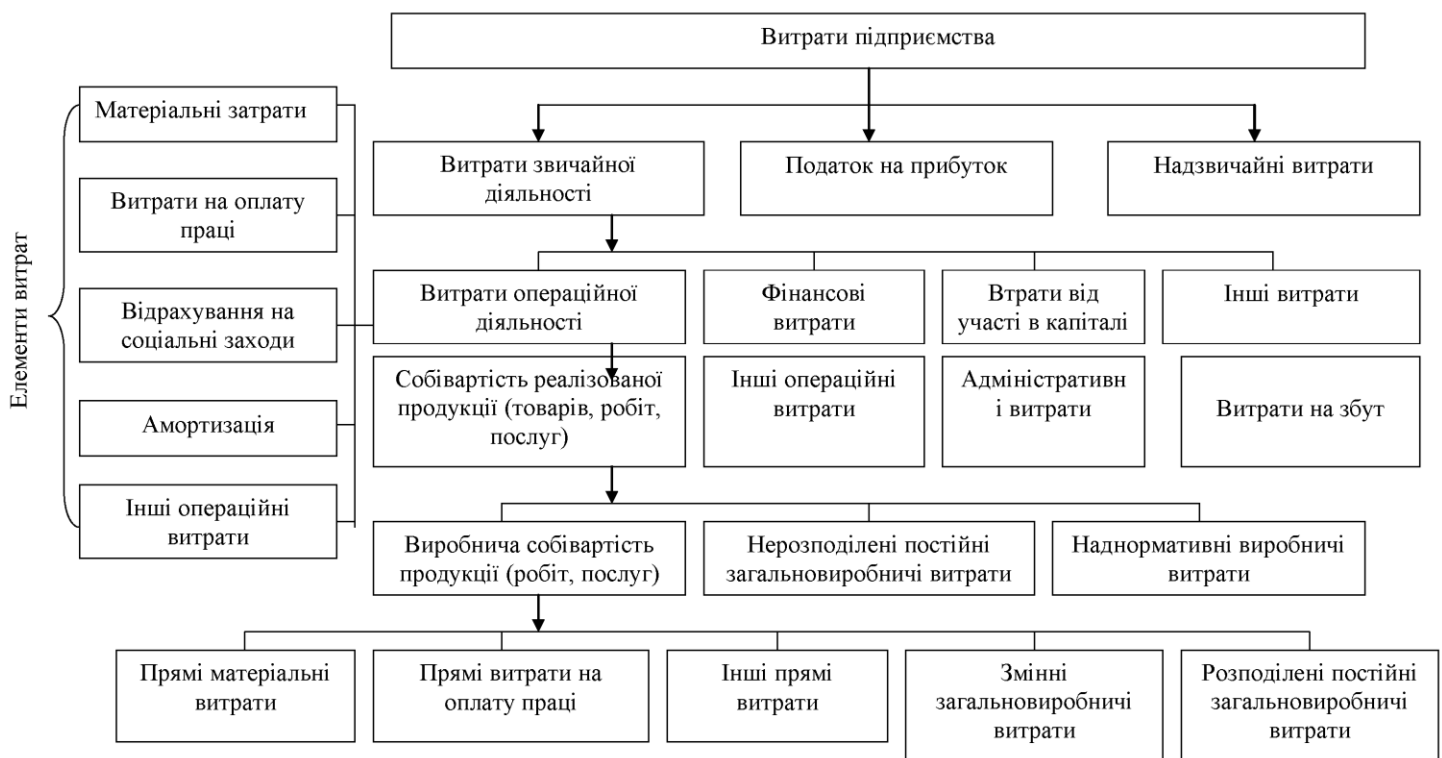 Витрати підприємства
Матеріальні затрати
Витрати звичайної
діяльності
Податок на прибуток
Надзвичайні витрати
Витрати на оплату
праці
Елементи витрат
Витрати операційної
діяльності
Фінансові
витрати
Втрати від
участі в капіталі
Інші витрати
Відрахування на
соціальні заходи
Собівартість реалізованої
продукції (товарів, робіт,
послуг)
Інші операційні
витрати
Адміністративн
і витрати
Витрати на збут
Амортизація
Інші операційні
витрати
Виробнича собівартість
продукції (робіт, послуг)
Нерозподілені постійні
загальновиробничі витрати
Наднормативні виробничі
витрати
Прямі матеріальні
витрати
Прямі витрати на
оплату праці
Інші прямі
витрати
Змінні
загальновиробничі
витрати
Розподілені постійні
загальновиробничі
витрати